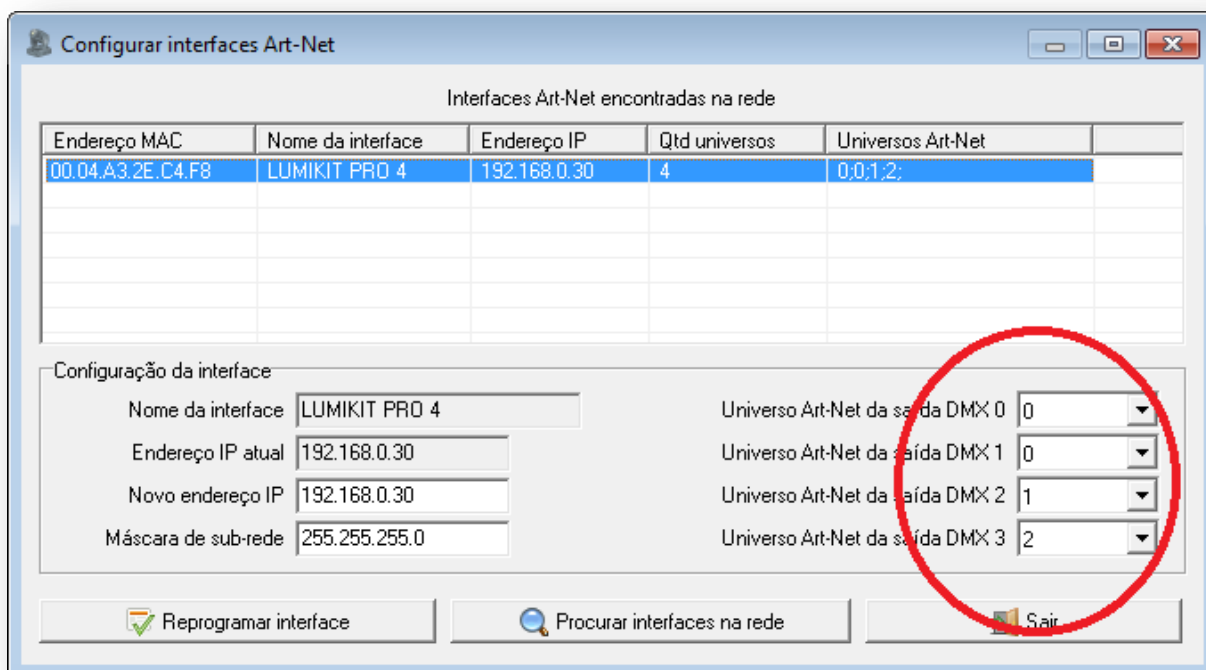 Configurar interfaces Art-Net
Interfaces Art-Net encontradas na rede
Endereço MAC Nome da interface Endereço IP Qtd universos Universos Art-Net
00.04.A3.2E.C4.F8 LUMIKIT PRO 4 192.168.0.30 4 0;0;1;2;
Configuração da interface
Nome da interface LUMIKIT PRO 4 Universo Art-Net da saída DMX 0 0
Endereço IP atual 192.168.0.30 Universo Art-Net da saída DMX 1 0
Novo endereço IP 192.168.0.30 Universo Art-Net da saída DMX 2 1
Máscara de sub-rede 255.255.255.0 Universo Art-Net da saída DMX 3 2
Reprogramar interface Procurar interfaces na rede Sair